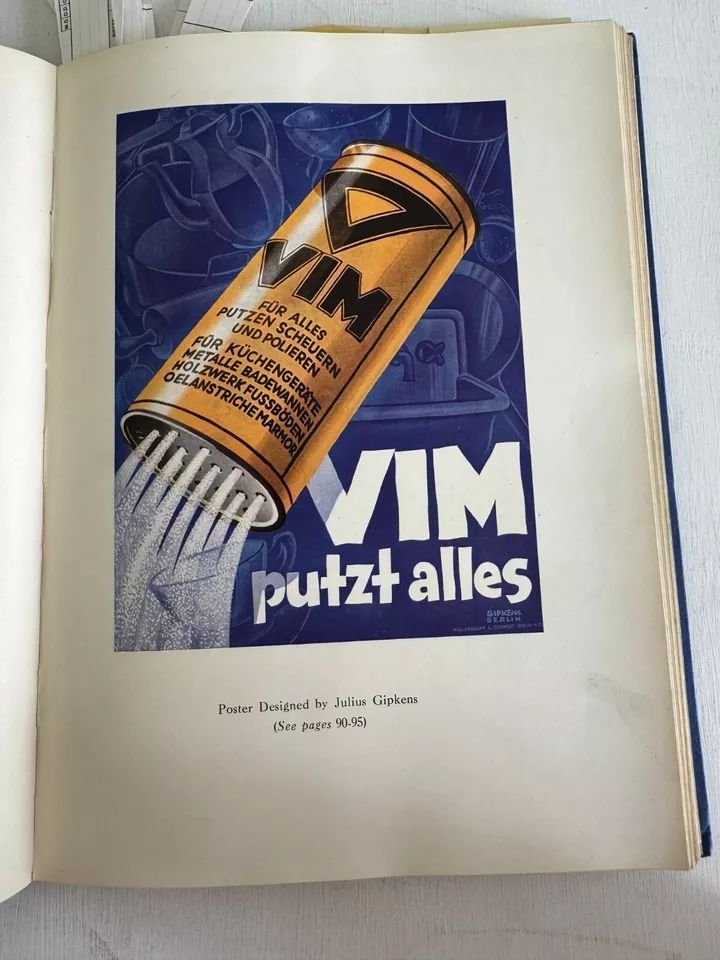 VIM
FÜR ALLES
PUTZEN SCHEUERN
UND POLIEREN
FÜR KÜCHENGERÄTE
METALLE BADEWANNEN
HOLZWERK FUSSBÖDEN
OELANSTRICHE MARMOR
VIM
putzt alles
GIPKENS
BERLIN
Poster Designed by Julius Gipkens
(See pages 90-95)